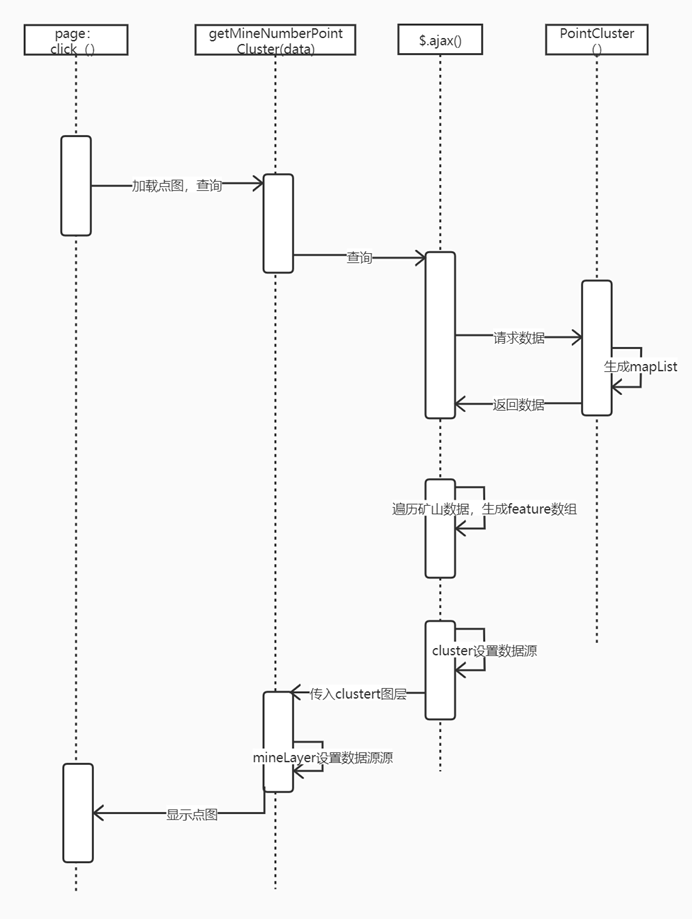 page:
click（）
getMineNumberPoint
Cluster(data)
$.ajax()
PointCluster
()
加载点图，查询
查询
请求数据
生成mapList
返回数据
遍历矿山数据，生成feature数组
cluster设置数据源
传入clustert图层
mineLayer设置数据源源
显示点图